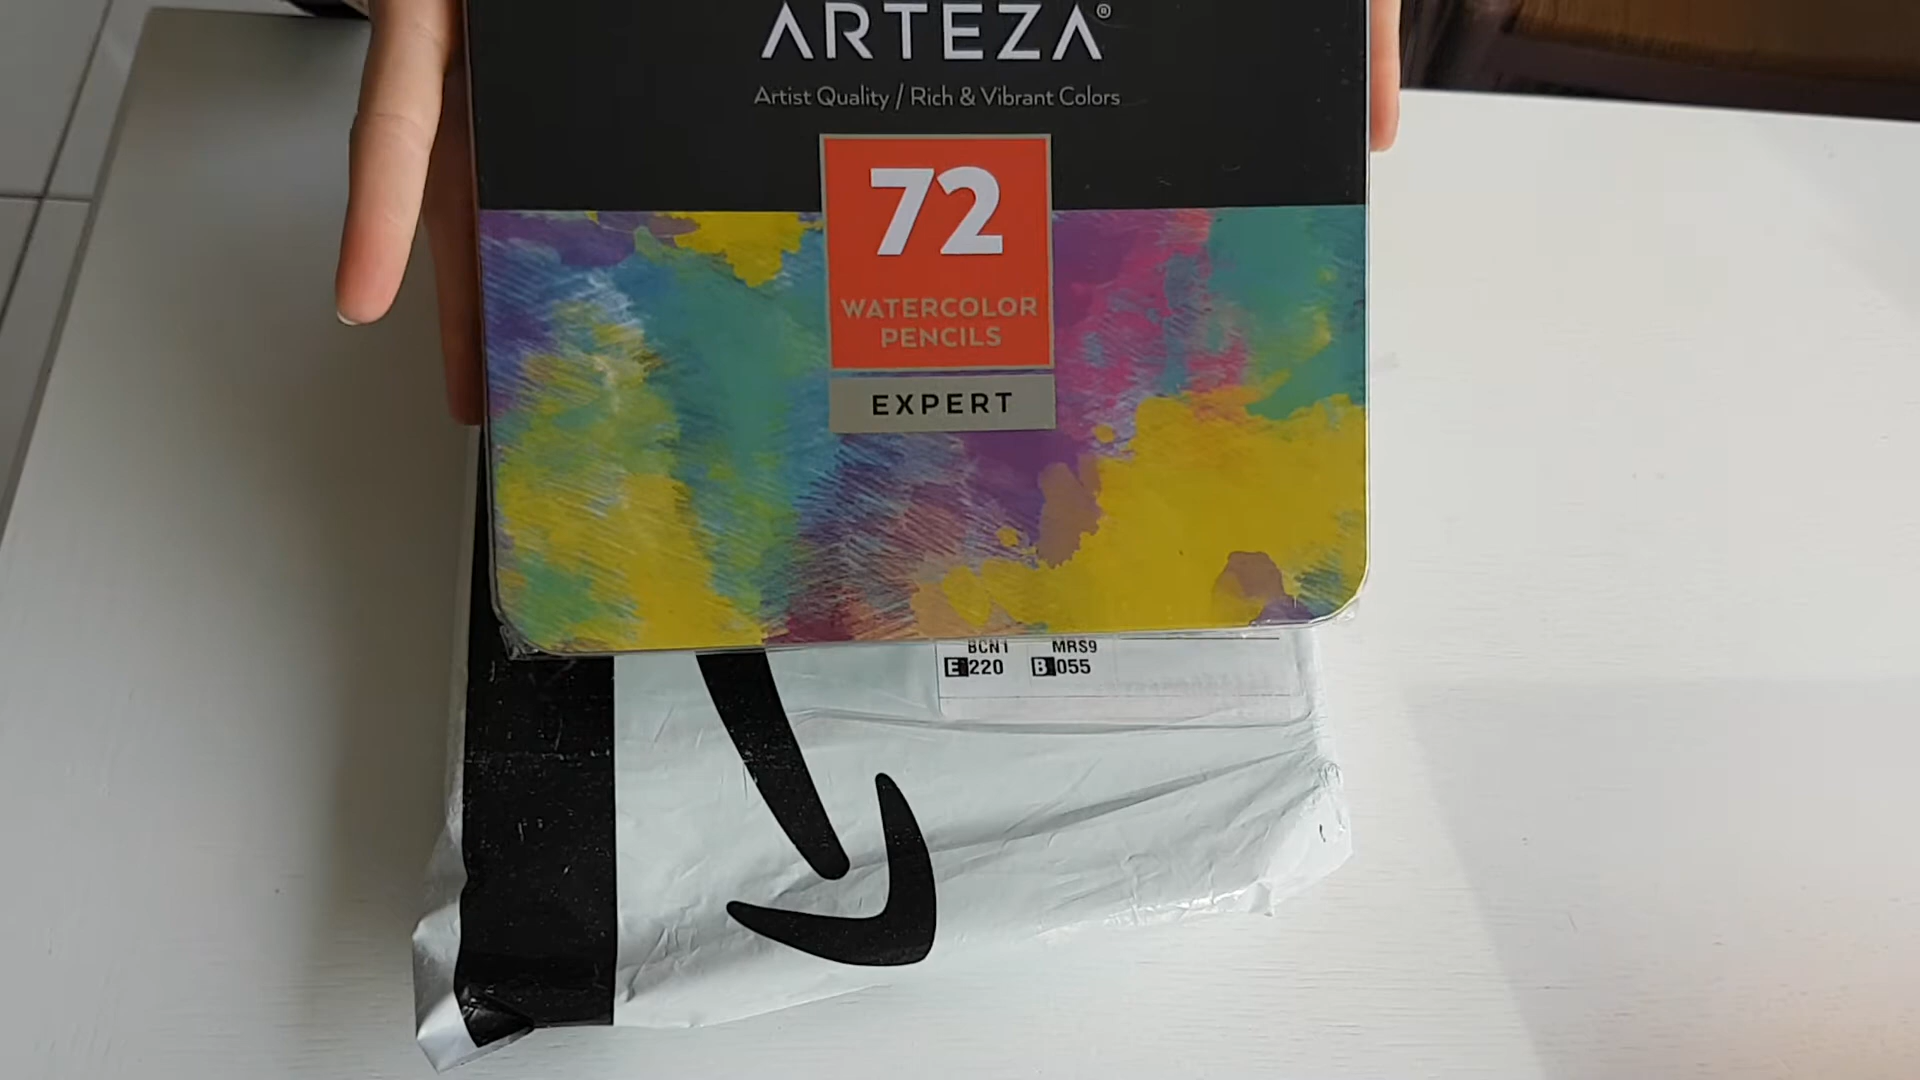 ARTEZA®
Artist Quality / Rich & Vibrant Colors
72
WATERCOLOR
PENCILS
EXPERT
BCN1 MRS9
E 220 B 055